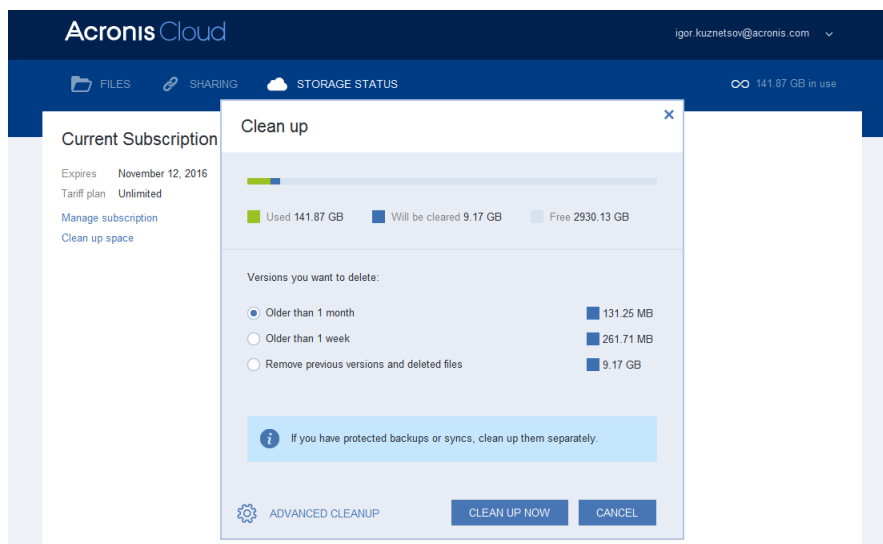 Acronis Cloud
igor.kuznetsov@acronis.com
FILES SHARING STORAGE STATUS 141.87 GB in use
Current Subscription
Expires November 12, 2016
Tariff plan Unlimited
Manage subscription
Clean up space
Clean up
Used 141.87 GB Will be cleared 9.17 GB Free 2930.13 GB
Versions you want to delete:
Older than 1 month 131.25 MB
Older than 1 week 261.71 MB
Remove previous versions and deleted files 9.17 GB
If you have protected backups or syncs, clean up them separately.
ADVANCED CLEANUP CLEAN UP NOW CANCEL